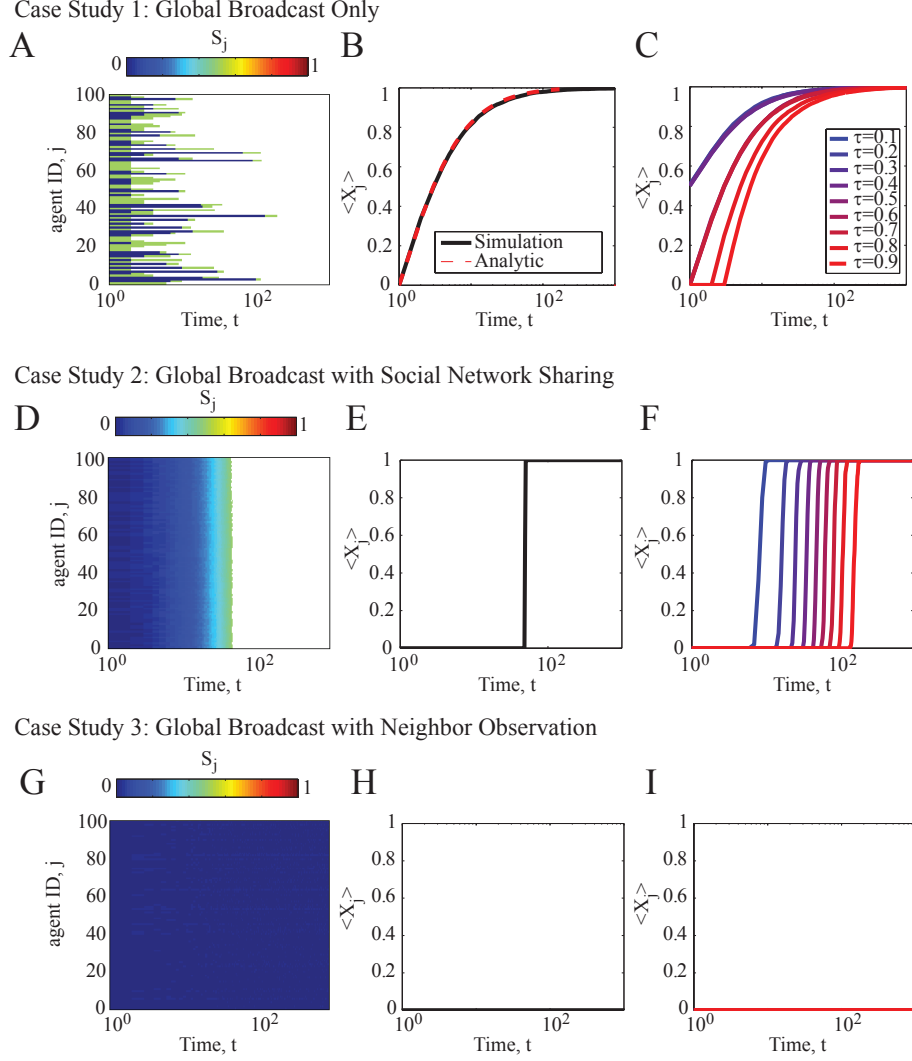 Case Study 1: Global Broadcast Only
A
B
C
S_j
0
1
agent ID, j
100
80
60
40
20
0
10^0
10^2
Time, t
<X_j>
1
0.8
0.6
0.4
0.2
0
Simulation
Analytic
10^0
10^2
Time, t
<X_j>
1
0.8
0.6
0.4
0.2
0
τ=0.1
τ=0.2
τ=0.3
τ=0.4
τ=0.5
τ=0.6
τ=0.7
τ=0.8
τ=0.9
10^0
10^2
Time, t
Case Study 2: Global Broadcast with Social Network Sharing
D
E
F
S_j
0
1
agent ID, j
100
80
60
40
20
0
10^0
10^2
Time, t
<X_j>
1
0.8
0.6
0.4
0.2
0
10^0
10^2
Time, t
<X_j>
1
0.8
0.6
0.4
0.2
0
10^0
10^2
Time, t
Case Study 3: Global Broadcast with Neighbor Observation
G
H
I
S_j
0
1
agent ID, j
100
80
60
40
20
0
10^0
10^2
Time, t
<X_j>
1
0.8
0.6
0.4
0.2
0
10^0
10^2
Time, t
<X_j>
1
0.8
0.6
0.4
0.2
0
10^0
10^2
Time, t